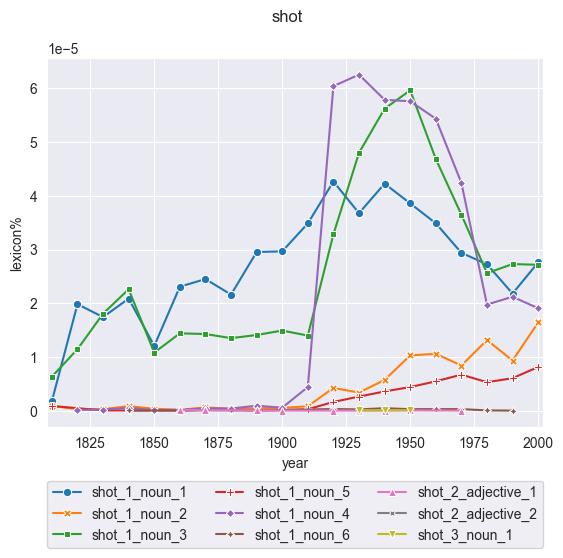 shot
1e−5
6
5
4
3
2
1
0
lexicon%
1825 1850 1875 1900 1925 1950 1975 2000
year
shot_1_noun_1 shot_1_noun_5 shot_2_adjective_1
shot_1_noun_2 shot_1_noun_4 shot_2_adjective_2
shot_1_noun_3 shot_1_noun_6 shot_3_noun_1